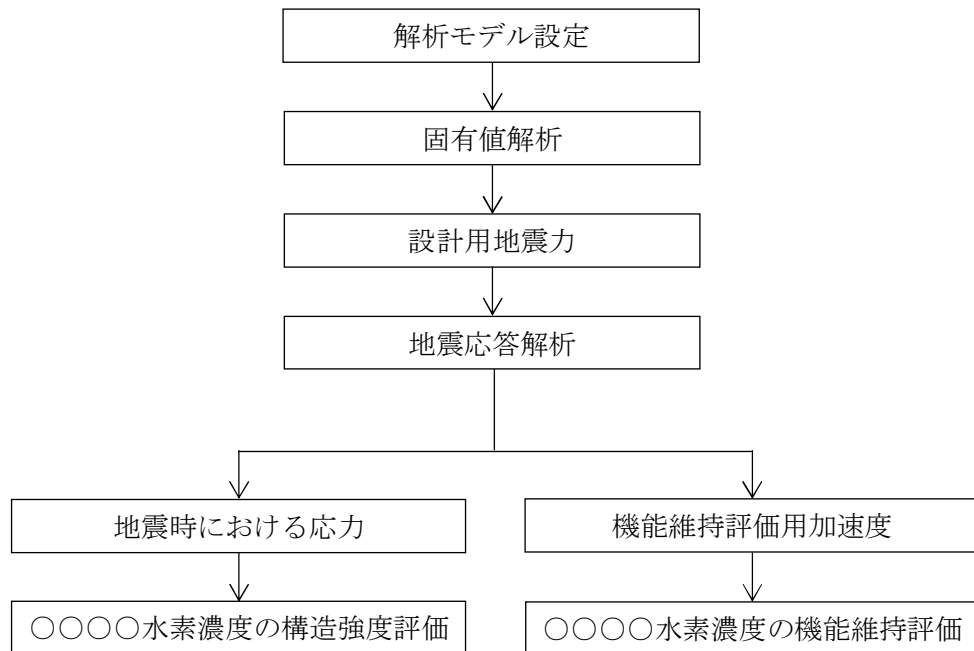 解析モデル設定
固有値解析
設計用地震力
地震応答解析
地震時における応力
機能維持評価用加速度
○○○○水素濃度の構造強度評価
○○○○水素濃度の機能維持評価